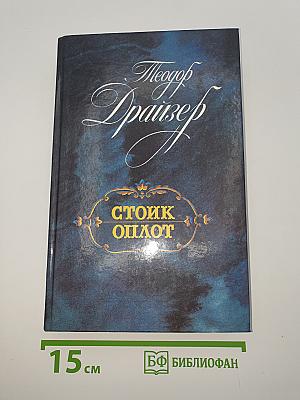 Теодор
Драйзер
СТОИК
ОПЛОТ
15 см
БФ БИБЛИОФАН